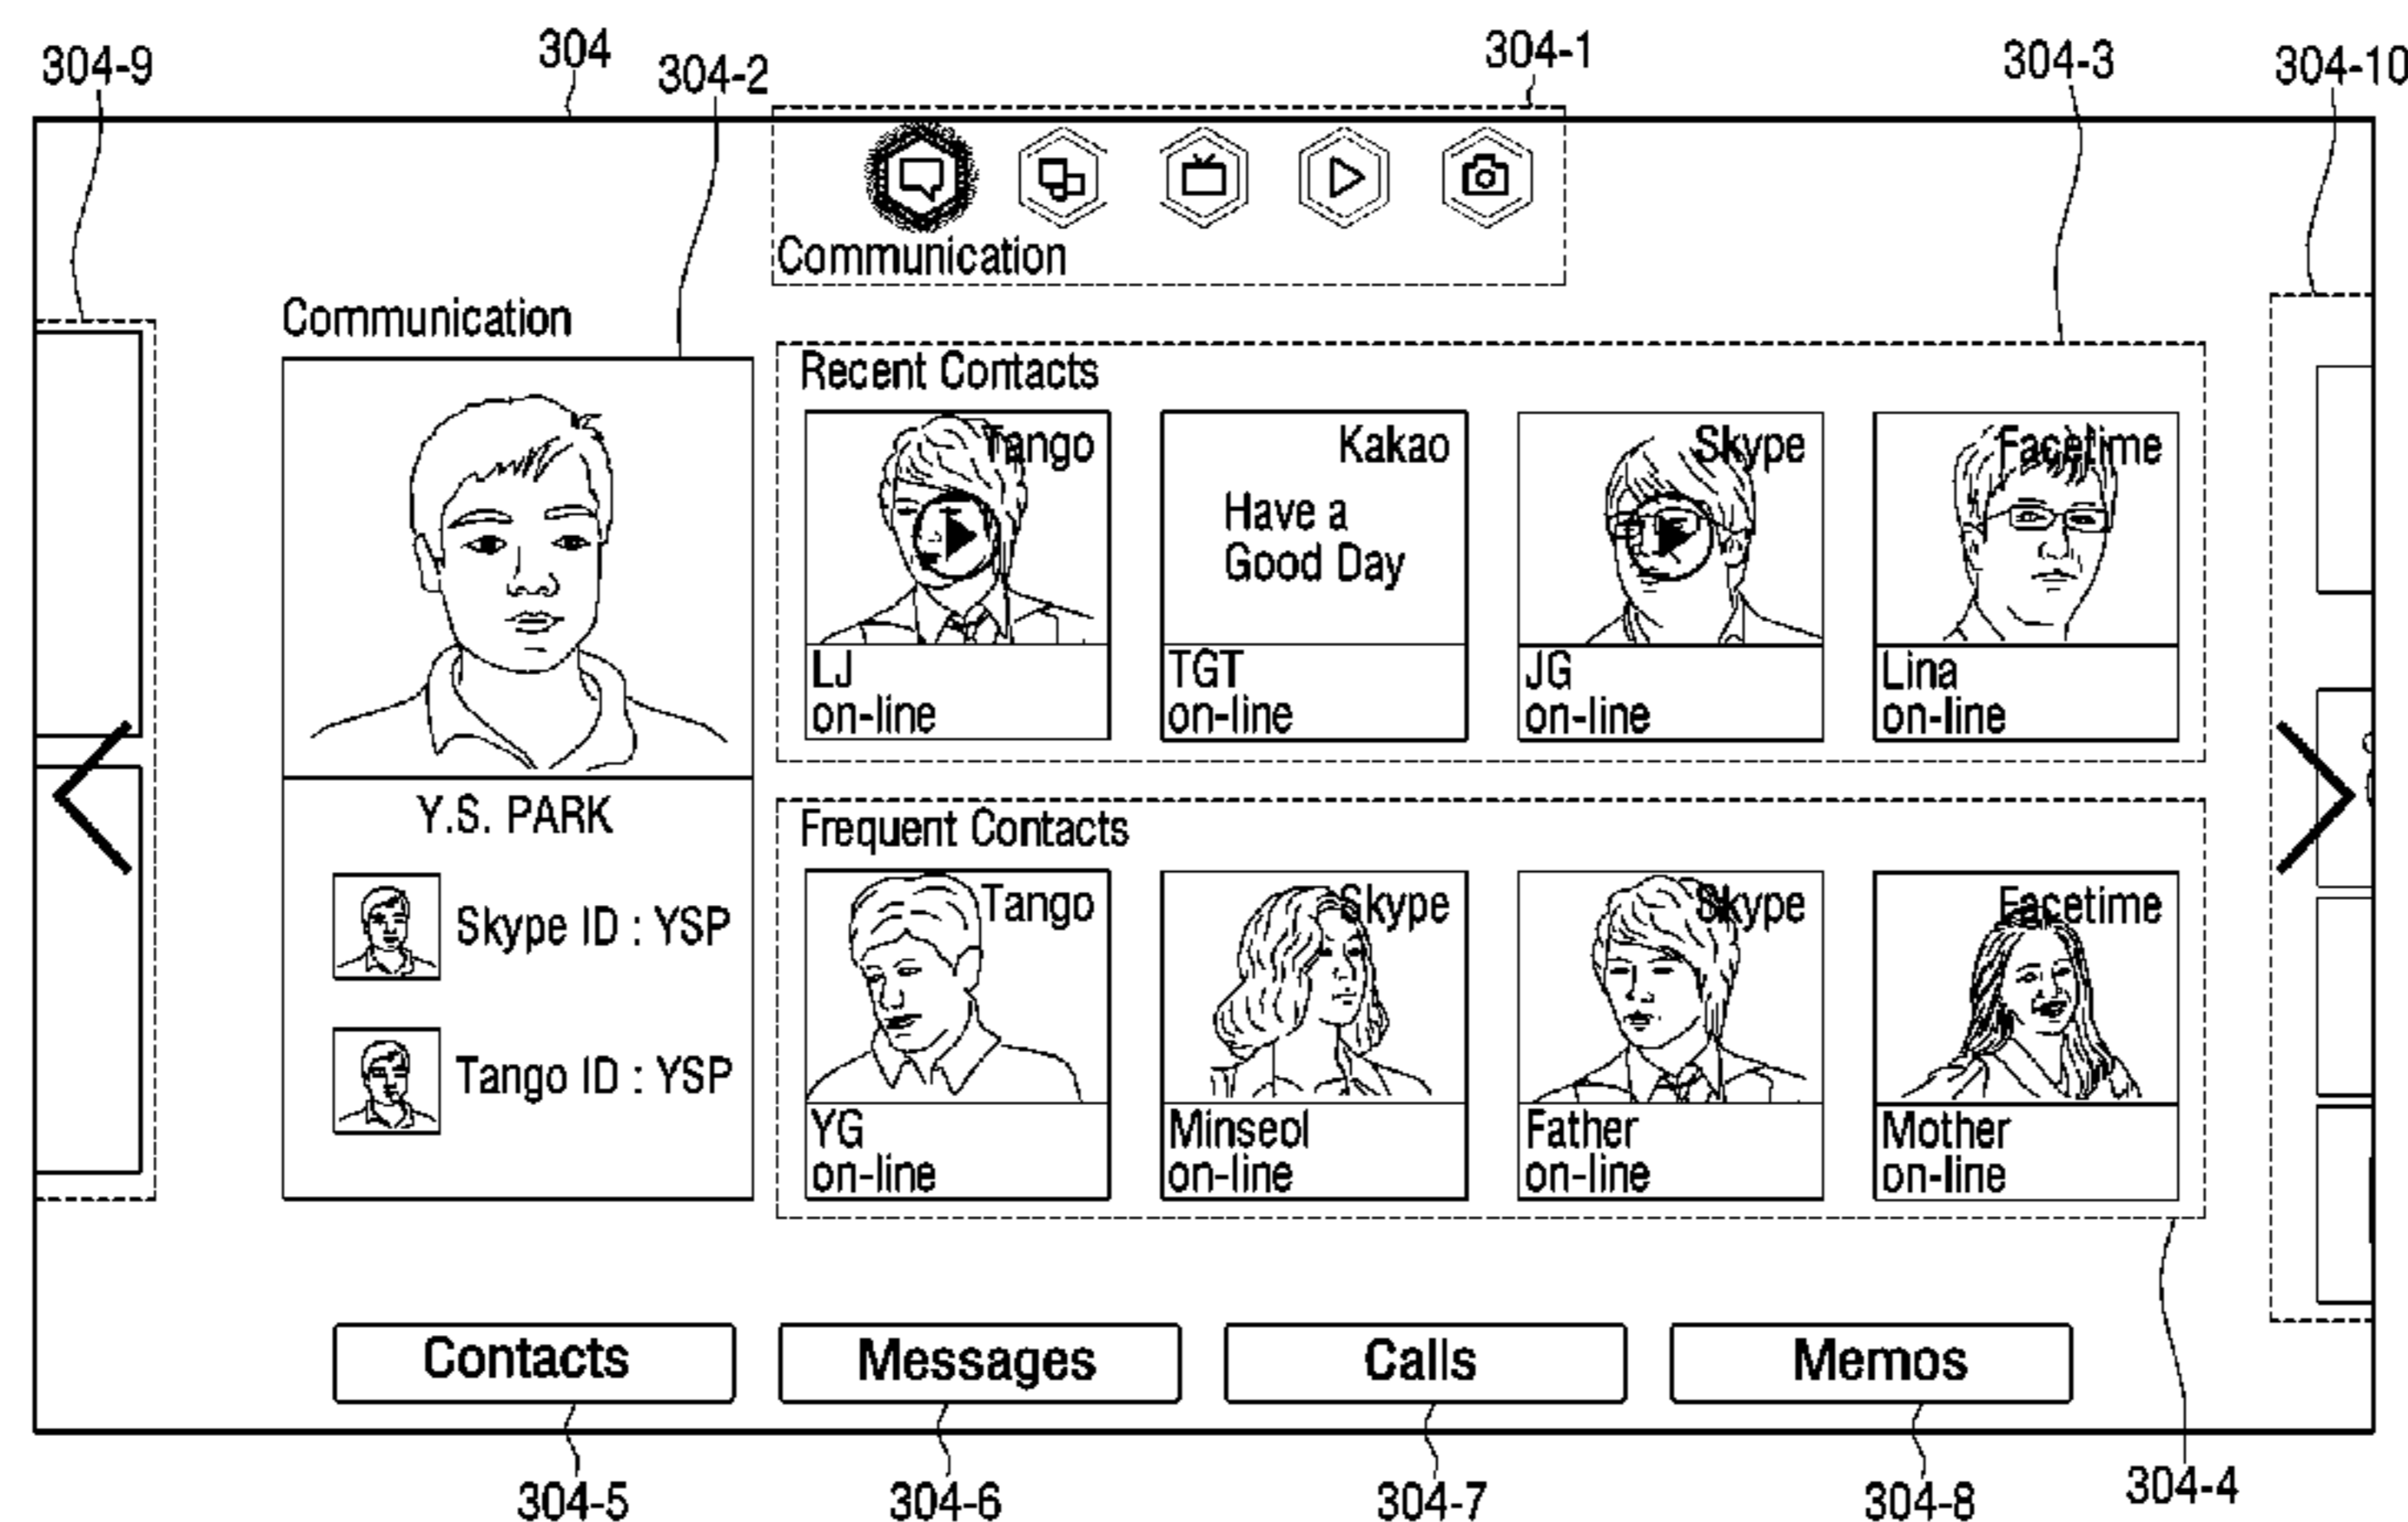 304-9
304
304-2
304-1
304-3
304-10
Communication
Communication
Recent Contacts
Tango
LJ
on-line
Kakao
Have a
Good Day
TGT
on-line
Skype
JG
on-line
Facetime
Lina
on-line
Y.S. PARK
Skype ID : YSP
Tango ID : YSP
Frequent Contacts
Tango
YG
on-line
Skype
Minseol
on-line
Skype
Father
on-line
Facetime
Mother
on-line
Contacts
Messages
Calls
Memos
304-5
304-6
304-7
304-8
304-4